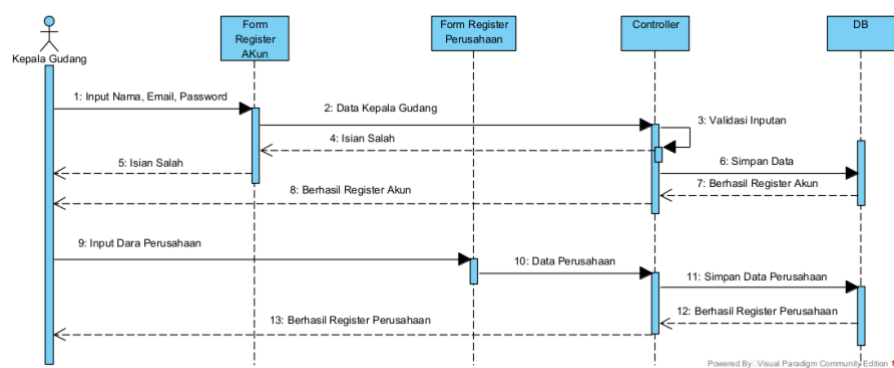 Form
Register
AKun
Form Register
Perusahaan
Controller
DB
Kepala Gudang
1: Input Nama, Email, Password
2: Data Kepala Gudang
3: Validasi Inputan
4: Isian Salah
5: Isian Salah
6: Simpan Data
7: Berhasil Register Akun
8: Berhasil Register Akun
9: Input Dara Perusahaan
10: Data Perusahaan
11: Simpan Data Perusahaan
12: Berhasil Register Perusahaan
13: Berhasil Register Perusahaan
Powered By: Visual Paradigm Community Edition